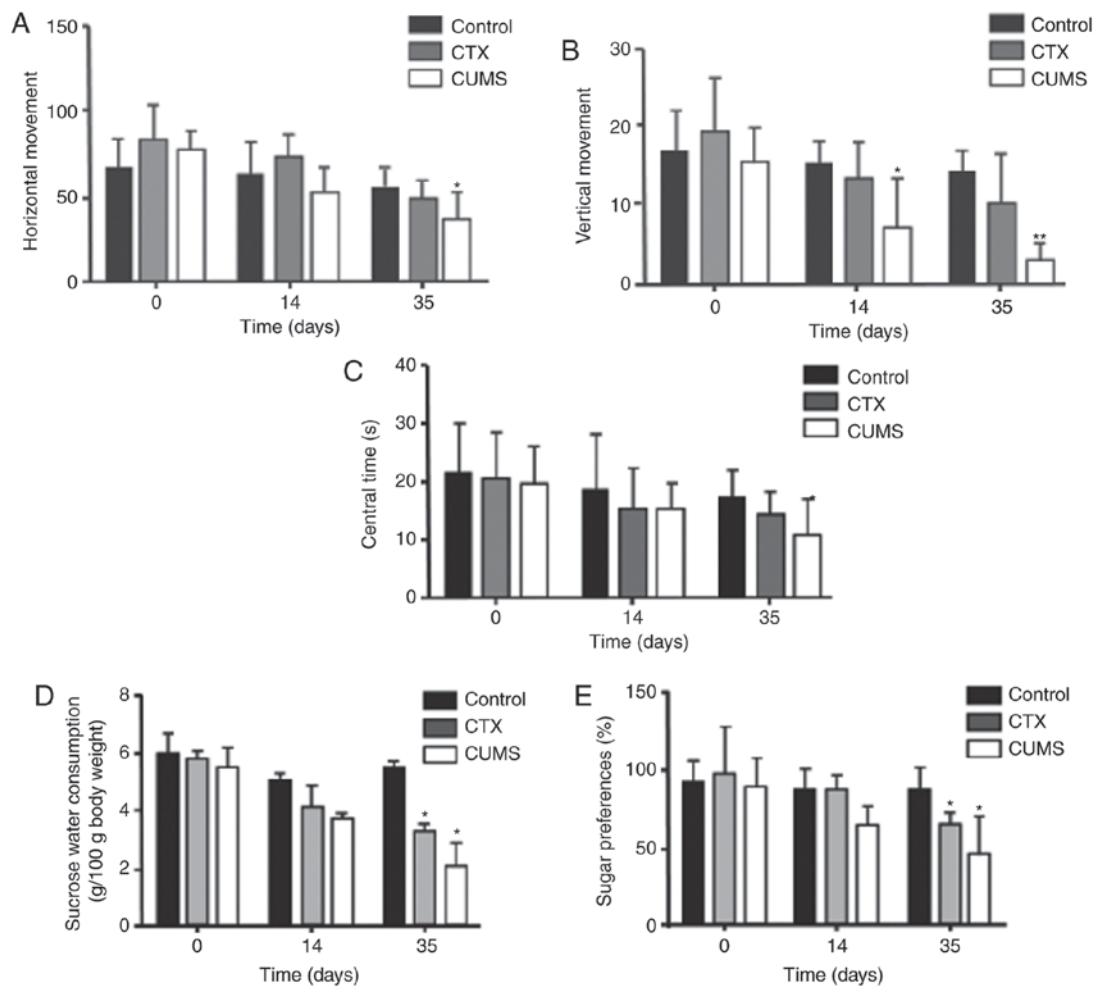 A
150
100
50
0
Horizontal movement
0 14 35
Time (days)
Control
CTX
CUMS
*
B
30
20
10
0
Vertical movement
0 14 35
Time (days)
Control
CTX
CUMS
*
**
C
40
30
20
10
0
Central time (s)
0 14 35
Time (days)
Control
CTX
CUMS
*
D
8
6
4
2
0
Sucrose water consumption
(g/100 g body weight)
0 14 35
Time (days)
Control
CTX
CUMS
* *
E
150
100
50
0
Sugar preferences (%)
0 14 35
Time (days)
Control
CTX
CUMS
* *